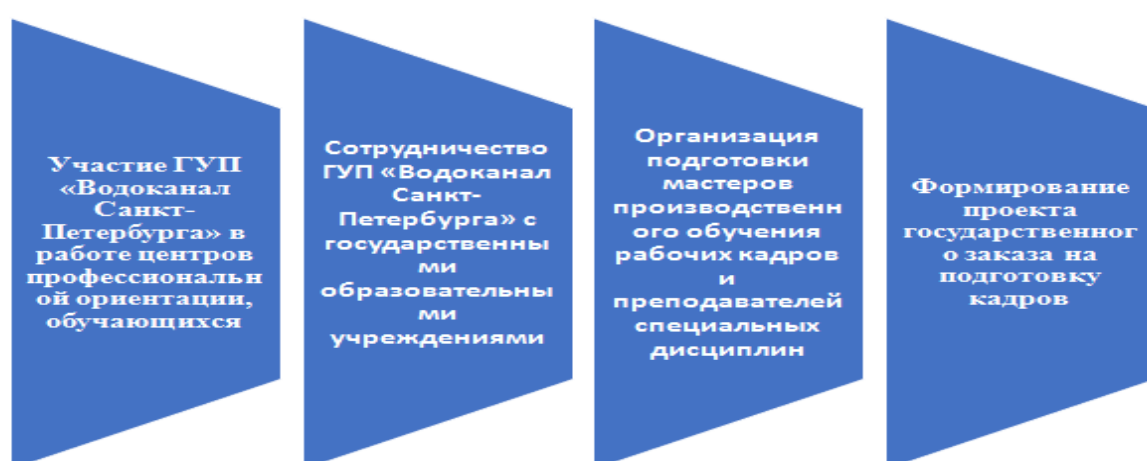 Участие ГУП
«Водоканал
Санкт-
Петербурга» в
работе центров
профессиональн
ой ориентации,
обучающихся
Сотрудничество
ГУП «Водоканал
Санкт-
Петербурга» с
государственны
ми
образовательны
ми
учреждениями
Организация
подготовки
мастеров
производственн
ого обучения
рабочих кадров
и
преподавателей
специальных
дисциплин
Формирование
проекта
государственног
о заказа на
подготовку
кадров